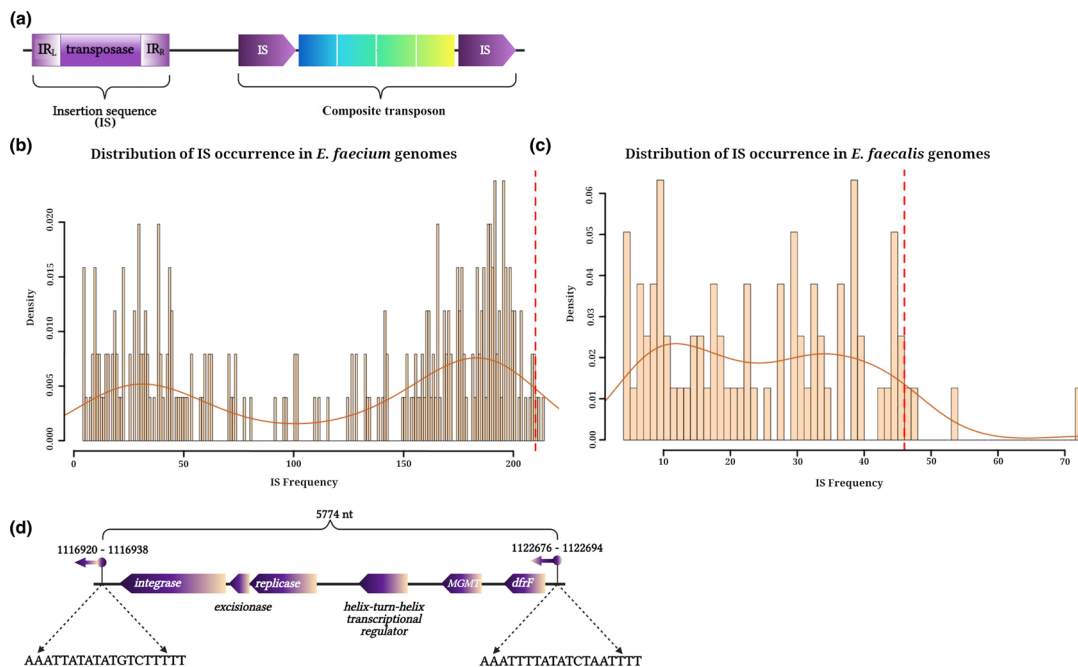 (a)
IRL transposase IRR
IS
IS
Insertion sequence
(IS)
Composite transposon
(b)
Distribution of IS occurrence in E. faecium genomes
Density
0.020
0.015
0.010
0.005
0.000
0 50 100 150 200
IS Frequency
(c)
Distribution of IS occurrence in E. faecalis genomes
Density
0.06
0.05
0.04
0.03
0.02
0.01
0.00
10 20 30 40 50 60 70
IS Frequency
(d)
5774 nt
1116920 - 1116938
1122676 - 1122694
integrase
excisionase
replicase
helix-turn-helix
transcriptional
regulator
MGMT
dfrF
AAATTATATATGTCTTTTT
AAATTTTATATCTAATTTT